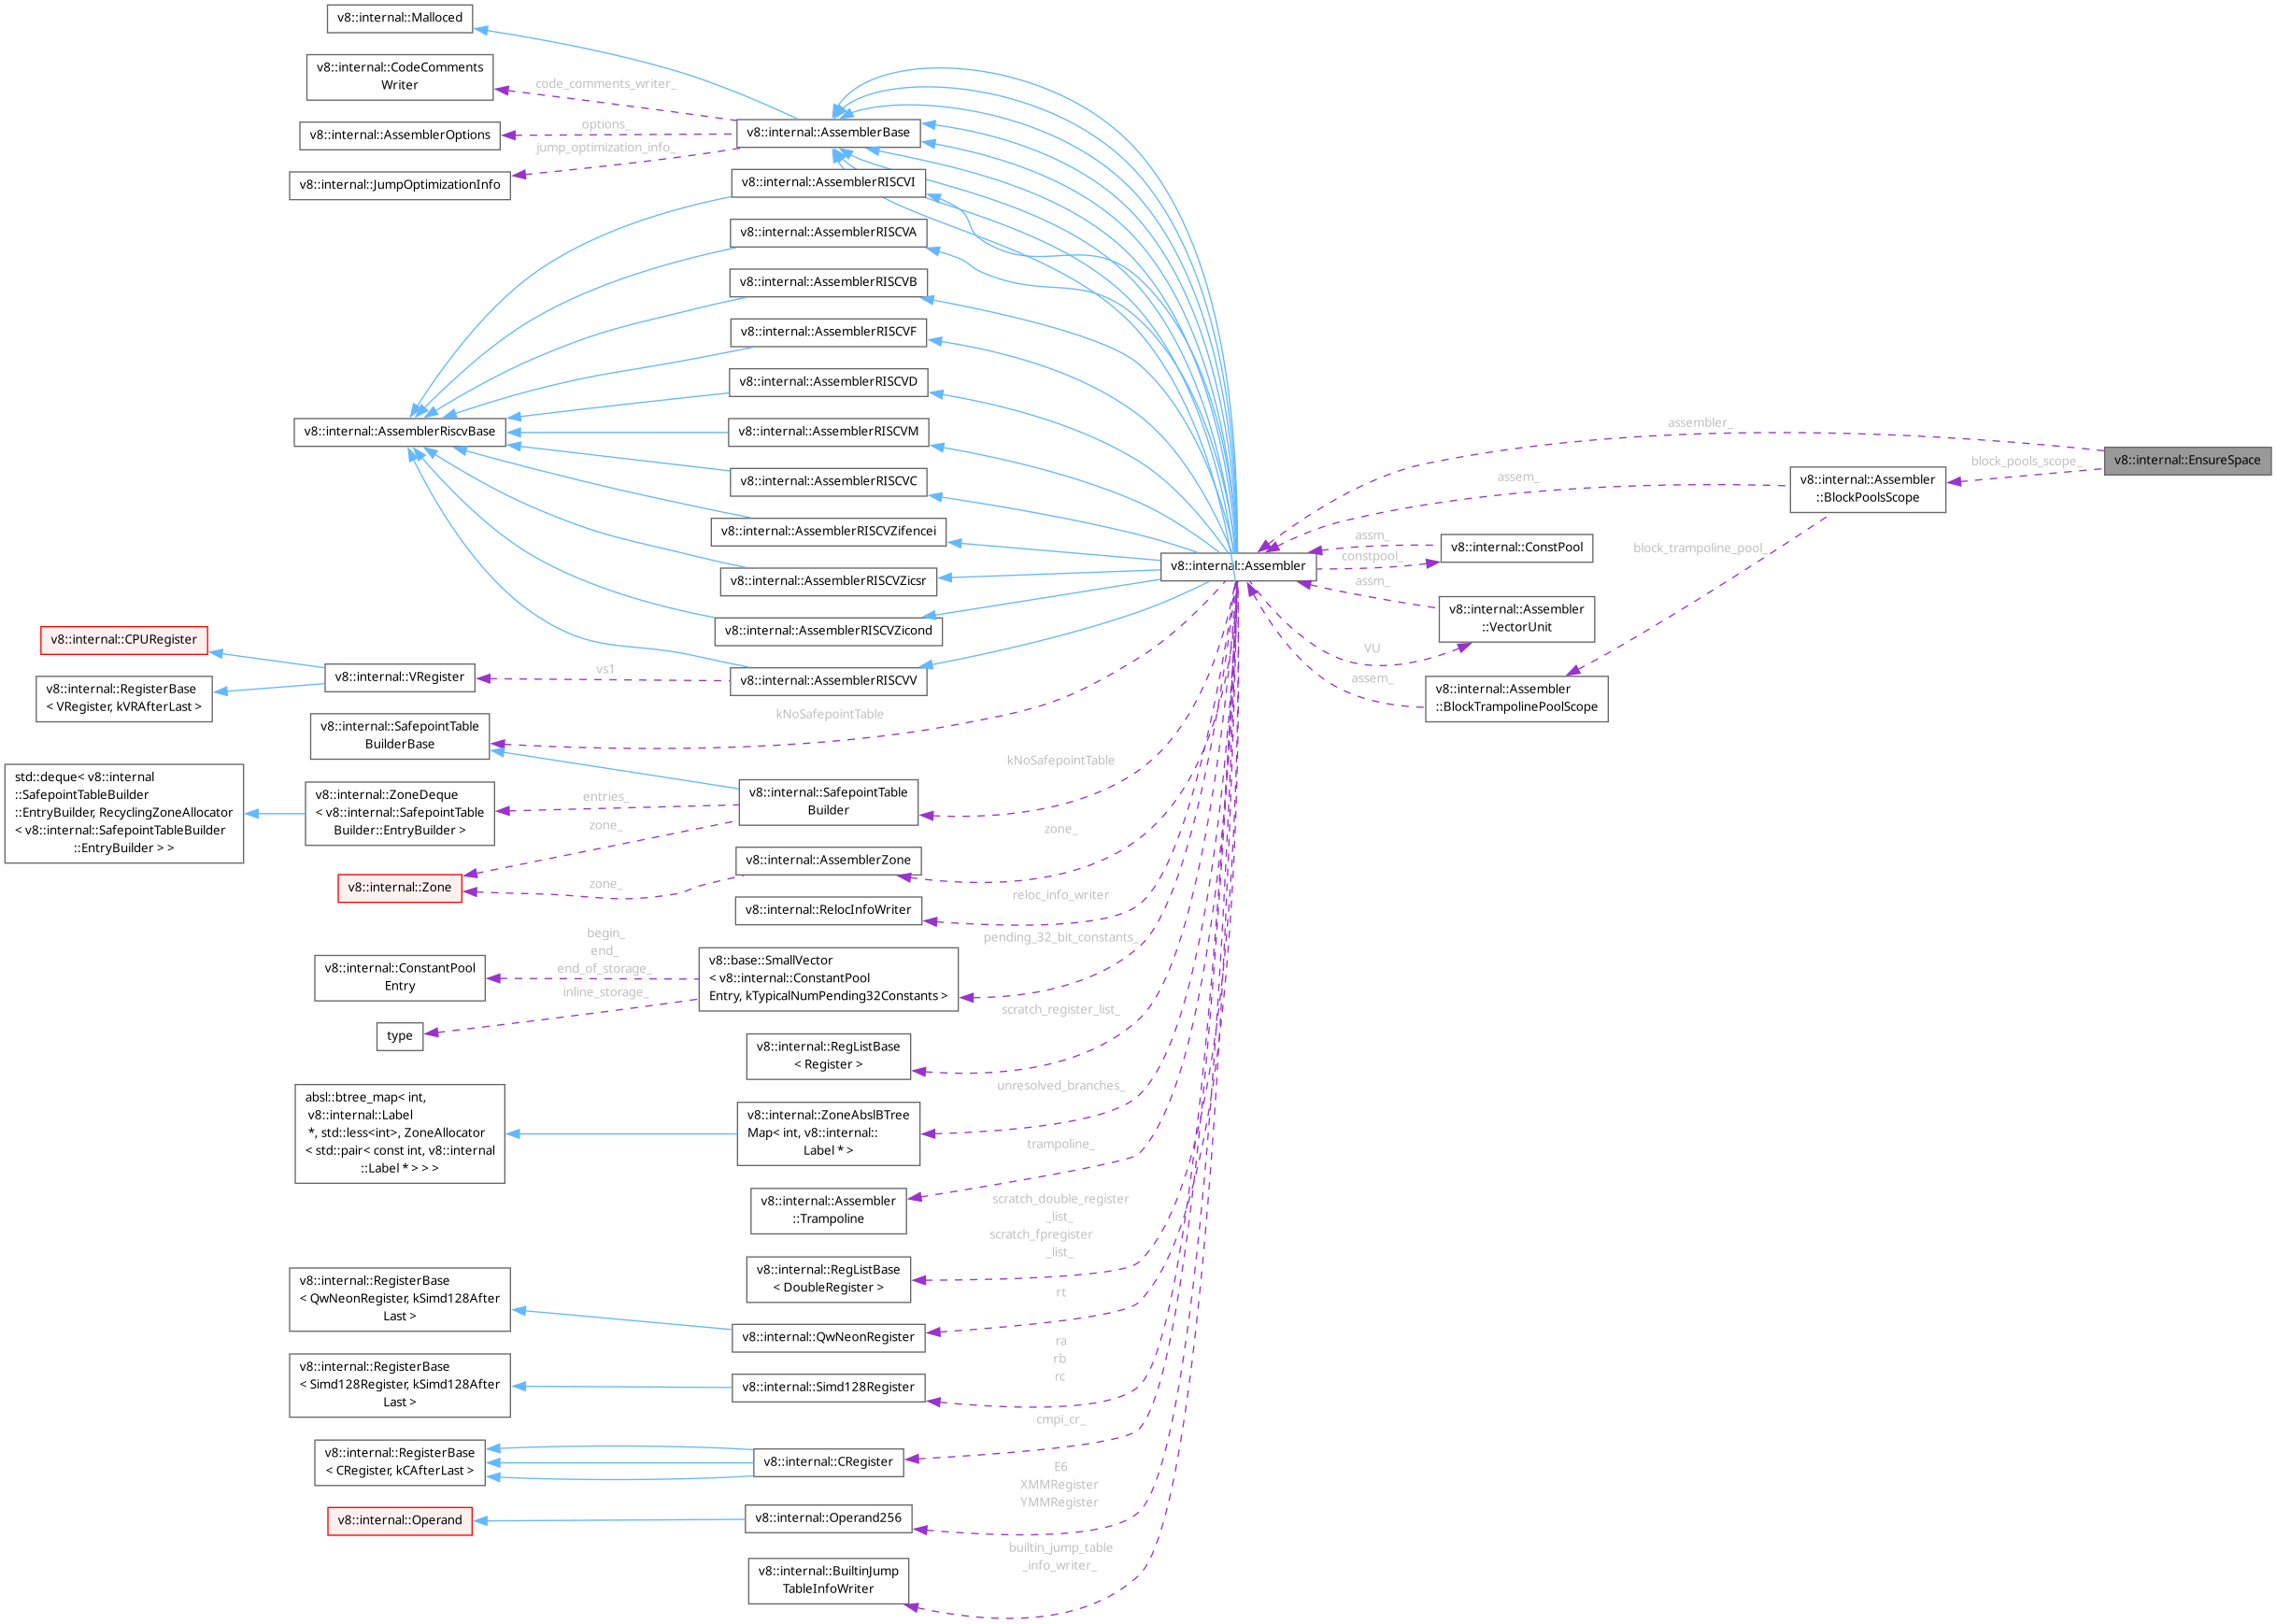 v8::internal::Malloced
v8::internal::CodeComments
Writer
code_comments_writer_
v8::internal::AssemblerOptions
options_
jump_optimization_info_
v8::internal::JumpOptimizationInfo
v8::internal::AssemblerBase
v8::internal::AssemblerRISCVI
v8::internal::AssemblerRISCVA
v8::internal::AssemblerRISCVB
v8::internal::AssemblerRISCVF
v8::internal::AssemblerRISCVD
v8::internal::AssemblerRiscvBase
v8::internal::AssemblerRISCVM
v8::internal::AssemblerRISCVC
v8::internal::AssemblerRISCVZifencei
v8::internal::AssemblerRISCVZicsr
v8::internal::AssemblerRISCVZicond
v8::internal::AssemblerRISCVV
v8::internal::Assembler
assembler_
v8::internal::EnsureSpace
block_pools_scope_
v8::internal::Assembler
::BlockPoolsScope
assem_
block_trampoline_pool_
assm_
constpool_
v8::internal::ConstPool
assm_
v8::internal::Assembler
::VectorUnit
VU
assem_
v8::internal::Assembler
::BlockTrampolinePoolScope
v8::internal::CPURegister
v8::internal::VRegister
vs1
v8::internal::RegisterBase
< VRegister, kVRAfterLast >
v8::internal::SafepointTable
BuilderBase
kNoSafepointTable
std::deque< v8::internal
::SafepointTableBuilder
::EntryBuilder, RecyclingZoneAllocator
< v8::internal::SafepointTableBuilder
::EntryBuilder > >
v8::internal::ZoneDeque
< v8::internal::SafepointTable
Builder::EntryBuilder >
entries_
zone_
v8::internal::SafepointTable
Builder
kNoSafepointTable
v8::internal::Zone
zone_
v8::internal::AssemblerZone
zone_
v8::internal::RelocInfoWriter
reloc_info_writer
v8::internal::ConstantPool
Entry
begin_
end_
end_of_storage_
inline_storage_
type
v8::base::SmallVector
< v8::internal::ConstantPool
Entry, kTypicalNumPending32Constants >
pending_32_bit_constants_
scratch_register_list_
v8::internal::RegListBase
< Register >
absl::btree_map< int,
v8::internal::Label
*, std::less<int>, ZoneAllocator
< std::pair< const int, v8::internal
::Label * > > >
v8::internal::ZoneAbslBTree
Map< int, v8::internal::
Label * >
unresolved_branches_
trampoline_
v8::internal::Assembler
::Trampoline
scratch_double_register
_list_
scratch_fpregister
_list_
v8::internal::RegListBase
< DoubleRegister >
v8::internal::RegisterBase
< QwNeonRegister, kSimd128After
Last >
v8::internal::QwNeonRegister
rt
v8::internal::RegisterBase
< Simd128Register, kSimd128After
Last >
v8::internal::Simd128Register
ra
rb
rc
v8::internal::RegisterBase
< CRegister, kCAfterLast >
v8::internal::CRegister
cmpi_cr_
v8::internal::Operand
v8::internal::Operand256
E6
XMMRegister
YMMRegister
v8::internal::BuiltinJump
TableInfoWriter
builtin_jump_table
_info_writer_